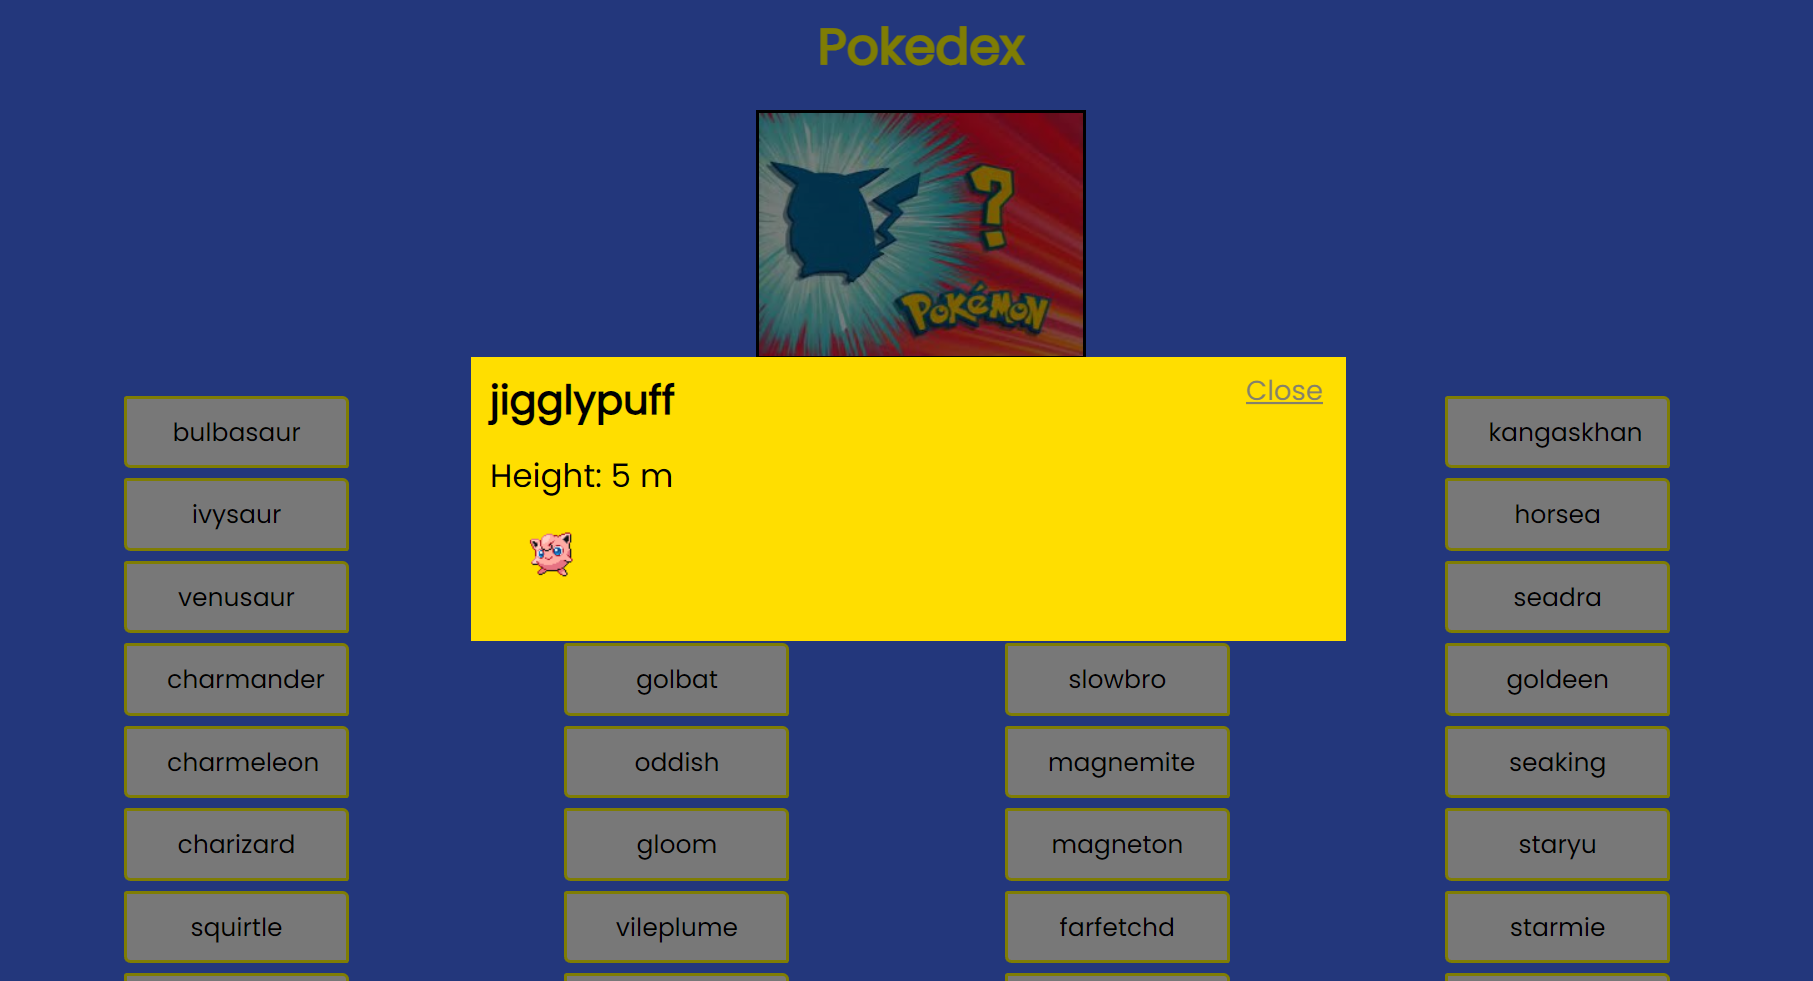 Pokedex
?
POKéMON
jigglypuff
Close
Height: 5 m
bulbasaur
ivysaur
venusaur
charmander
charmeleon
charizard
squirtle
golbat
oddish
gloom
vileplume
slowbro
magnemite
magneton
farfetchd
kangaskhan
horsea
seadra
goldeen
seaking
staryu
starmie